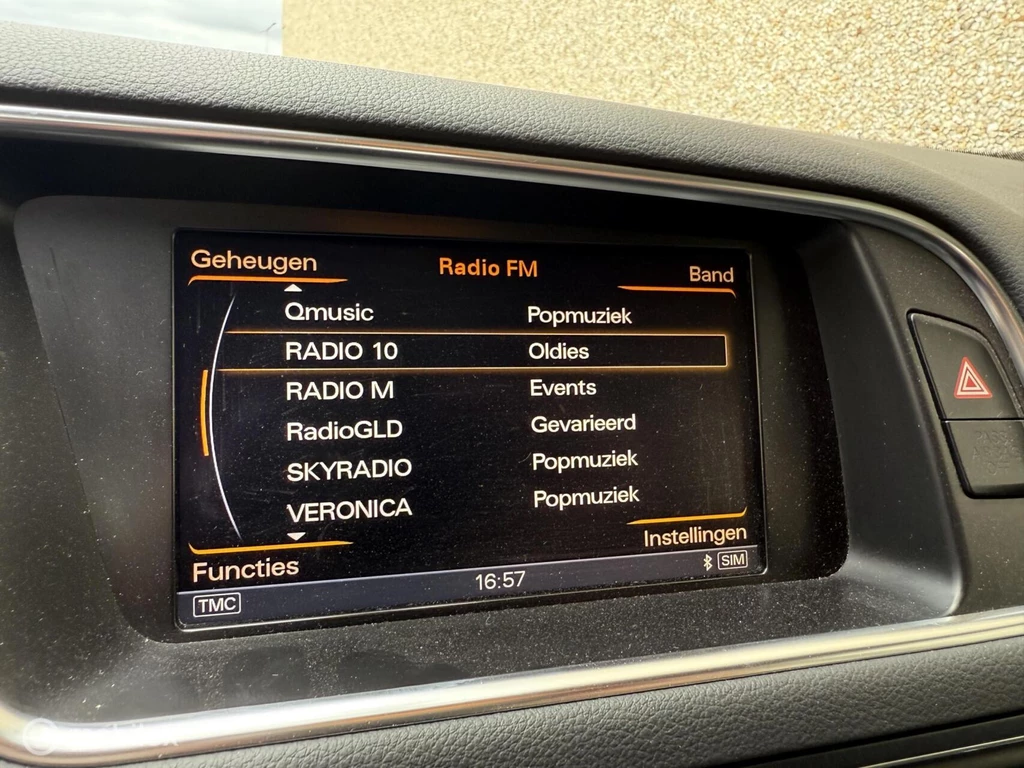 Geheugen Radio FM Band
Qmusic Popmuziek
RADIO 10 Oldies
RADIO M Events
RadioGLD Gevarieerd
SKYRADIO Popmuziek
VERONICA Popmuziek
Functies Instellingen
TMC 16:57 SIM